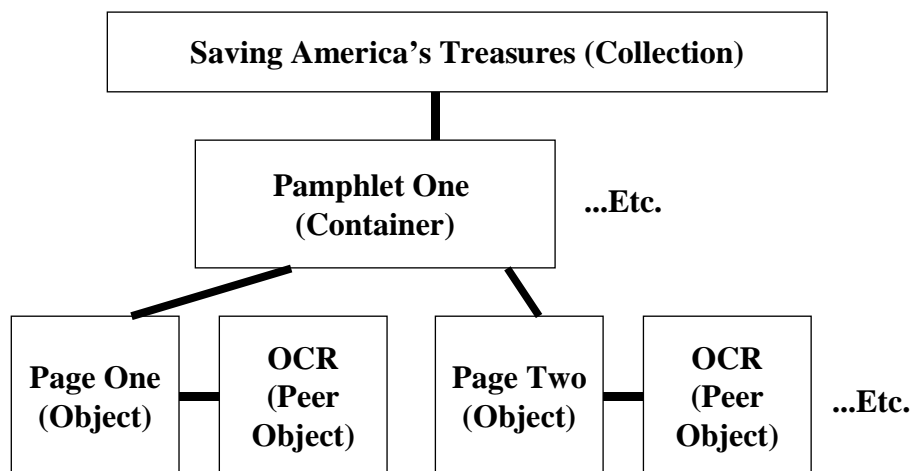 Saving America’s Treasures (Collection)
Pamphlet One
(Container)
...Etc.
Page One
(Object)
OCR
(Peer
Object)
Page Two
(Object)
OCR
(Peer
Object)
...Etc.